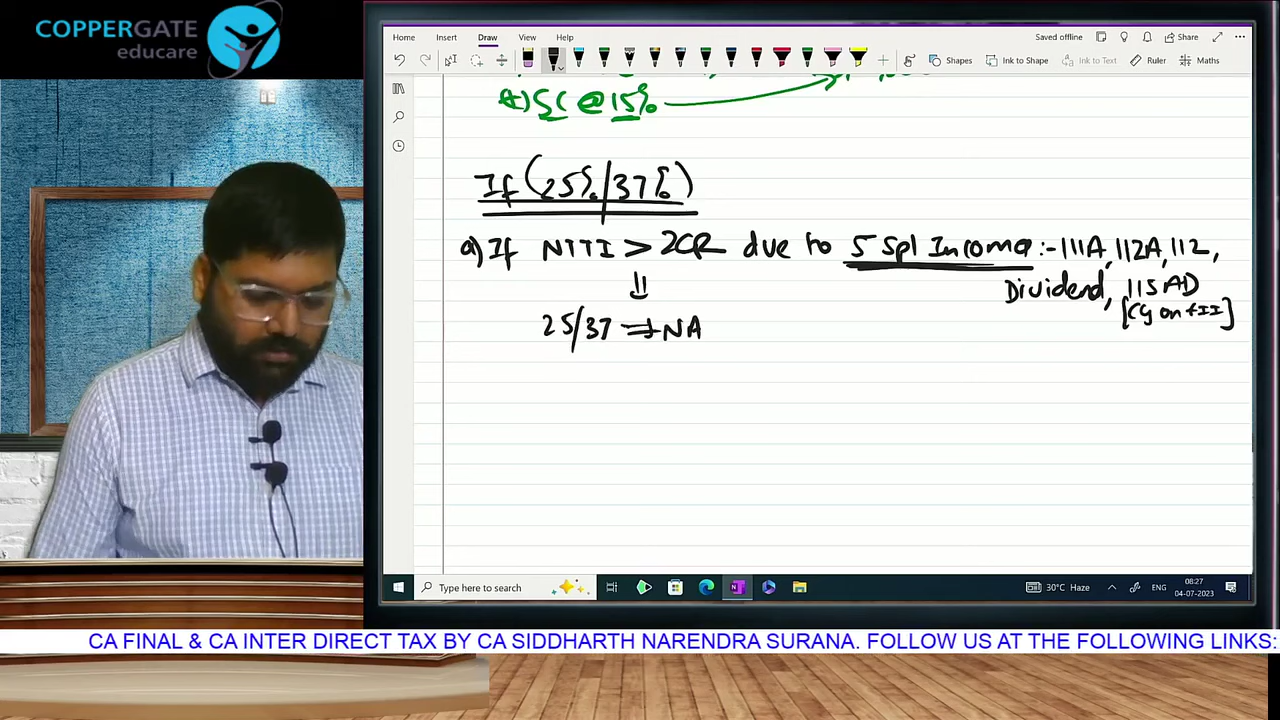 COPPERGATE
educare
Home Insert Draw View Help
Saved offline
Share
Shapes
Ink to Shape
Ink to Text
Ruler
Maths
SC @ 15%
If (25%/37%)
a) If NTTI > 2CR due to 5 Spl Income :- 111A, 112A, 112,
Dividend, 115AD
[CG on FII]
25/37 ⇒ NA
Type here to search
30°C Haze
ENG
08:27
04-07-2023
CA FINAL & CA INTER DIRECT TAX BY CA SIDDHARTH NARENDRA SURANA. FOLLOW US AT THE FOLLOWING LINKS: